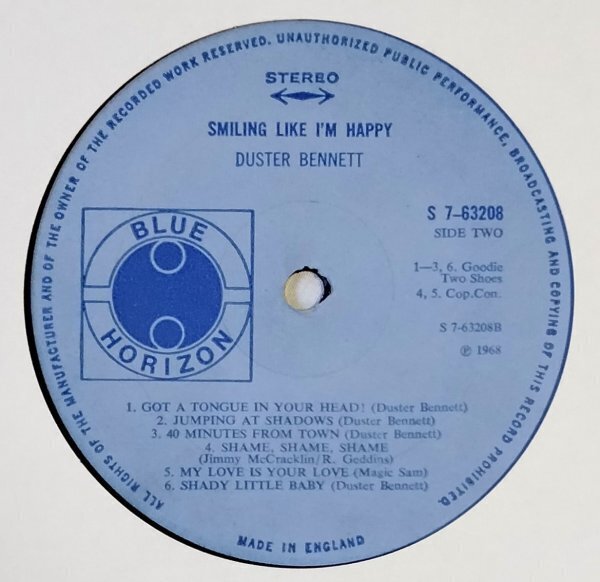 ALL RIGHTS OF THE MANUFACTURER AND OF THE OWNER OF THE RECORDED WORK RESERVED. UNAUTHORIZED PUBLIC PERFORMANCE, BROADCASTING AND COPYING OF THIS RECORD PROHIBITED.
STEREO
SMILING LIKE I'M HAPPY
DUSTER BENNETT
BLUE
HORIZON
S 7-63208
SIDE TWO
1—3, 6. Goodie
Two Shoes
4, 5. Cop.Con.
S 7-63208B
℗ 1968
1. GOT A TONGUE IN YOUR HEAD! (Duster Bennett)
2. JUMPING AT SHADOWS (Duster Bennett)
3. 40 MINUTES FROM TOWN (Duster Bennett)
4. SHAME, SHAME, SHAME
(Jimmy McCracklin/R. Geddins)
5. MY LOVE IS YOUR LOVE (Magic Sam)
6. SHADY LITTLE BABY (Duster Bennett)
MADE IN ENGLAND